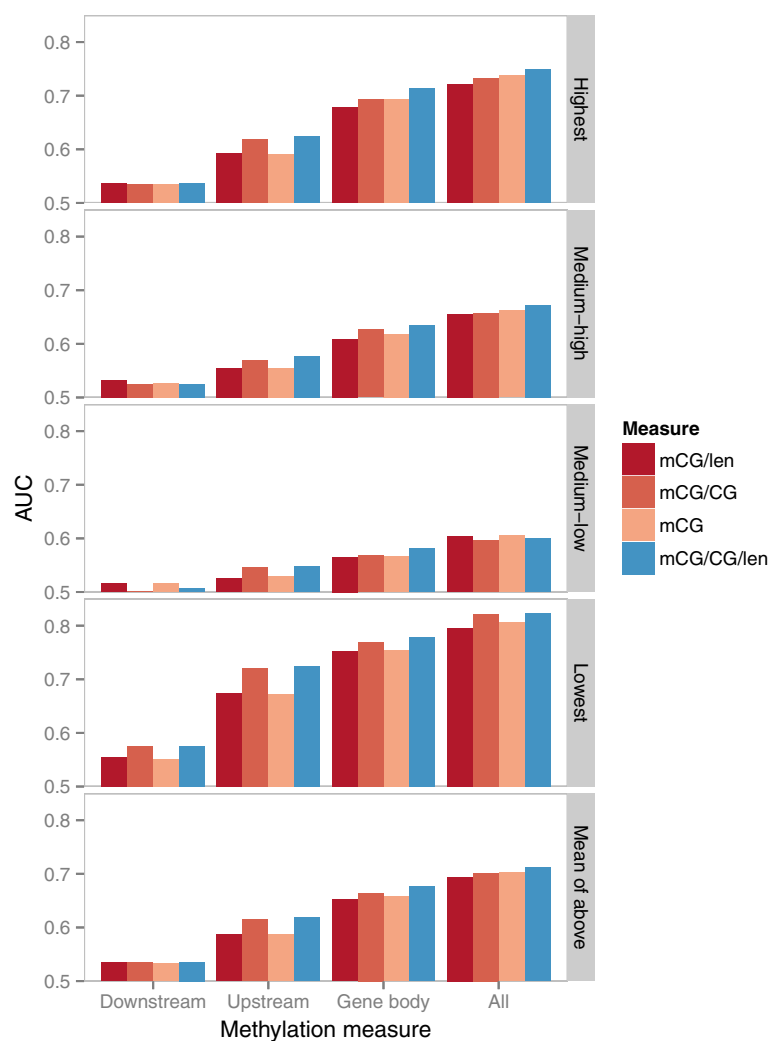 0.8
0.7
0.6
0.5
Highest
0.8
0.7
0.6
0.5
Medium−high
0.8
0.7
0.6
0.5
Medium−low
0.8
0.7
0.6
0.5
Lowest
0.8
0.7
0.6
0.5
Mean of above
AUC
Downstream
Upstream
Gene body
All
Methylation measure
Measure
mCG/len
mCG/CG
mCG
mCG/CG/len